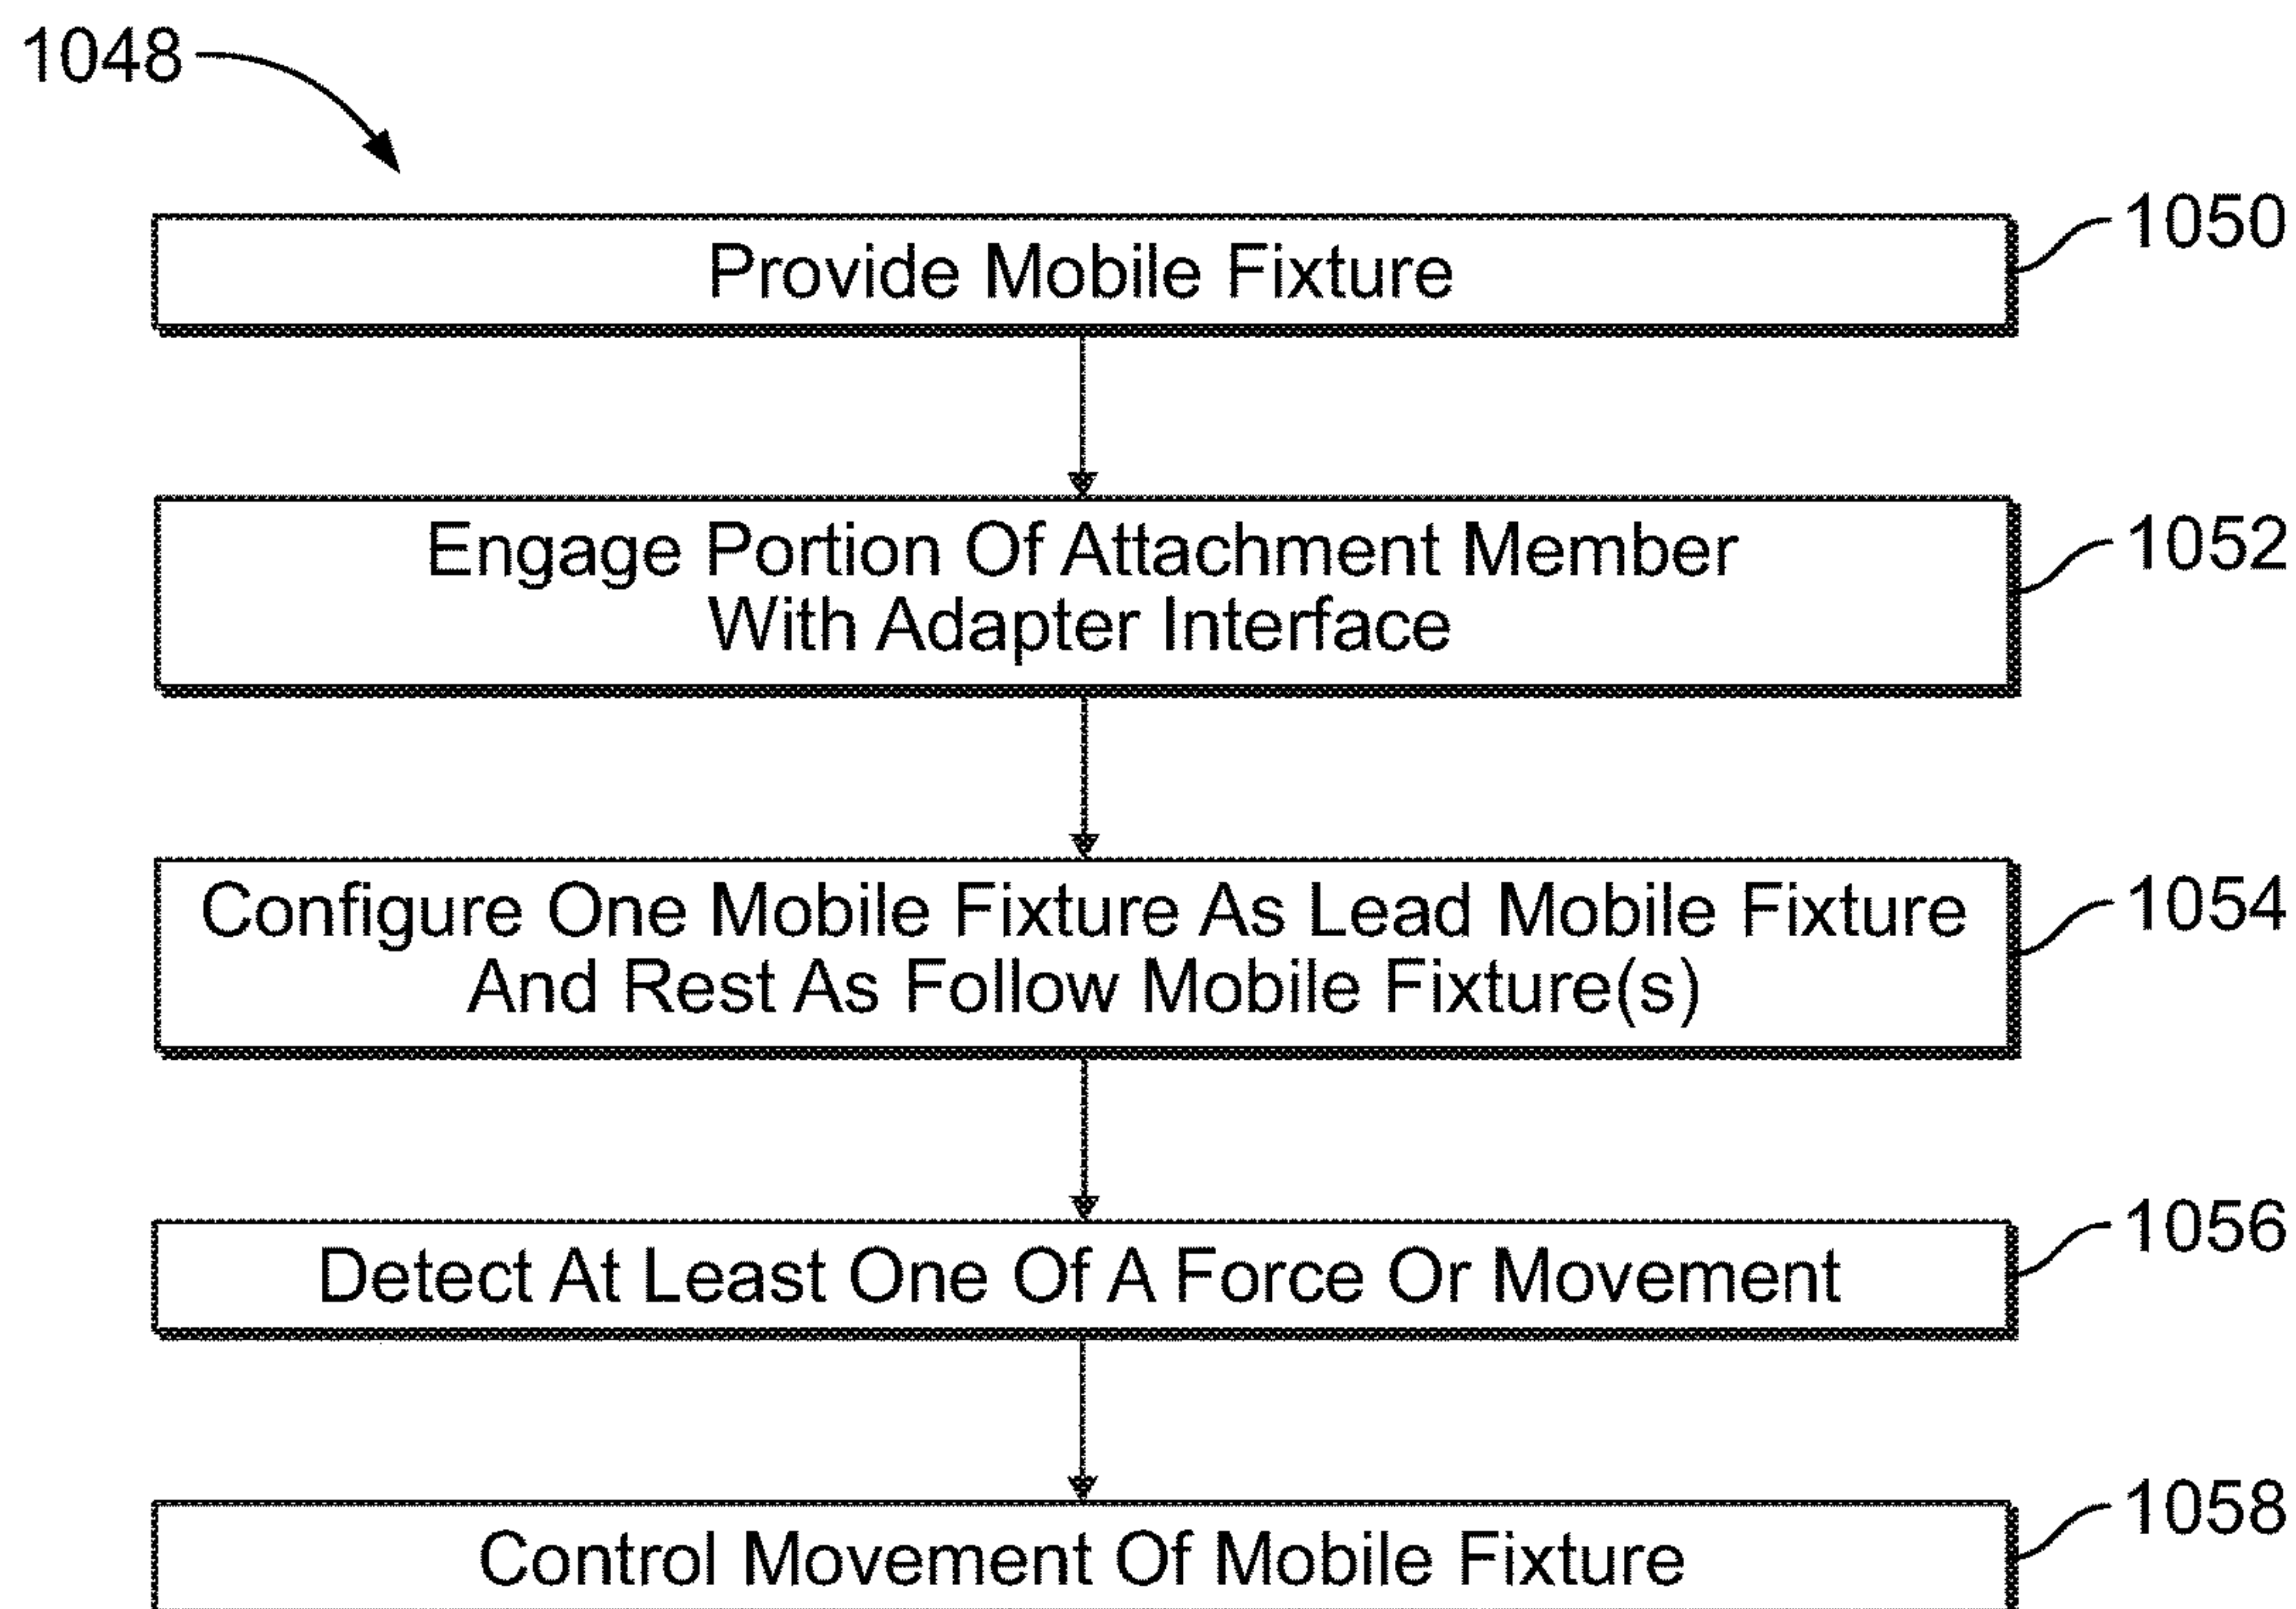 1048
1050
Provide Mobile Fixture
1052
Engage Portion Of Attachment Member
With Adapter Interface
1054
Configure One Mobile Fixture As Lead Mobile Fixture
And Rest As Follow Mobile Fixture(s)
1056
Detect At Least One Of A Force Or Movement
1058
Control Movement Of Mobile Fixture